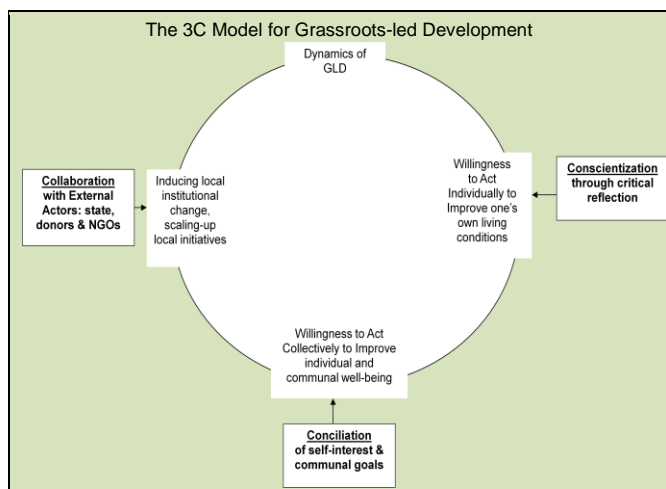 The 3C Model for Grassroots-led Development
Dynamics of
GLD
Collaboration
with External
Actors: state,
donors & NGOs
Inducing local
institutional
change,
scaling-up
local initiatives
Willingness
to Act
Individually to
Improve one's
own living
conditions
Conscientization
through critical
reflection
Willingness to Act
Collectively to Improve
individual and
communal well-being
Conciliation
of self-interest &
communal goals